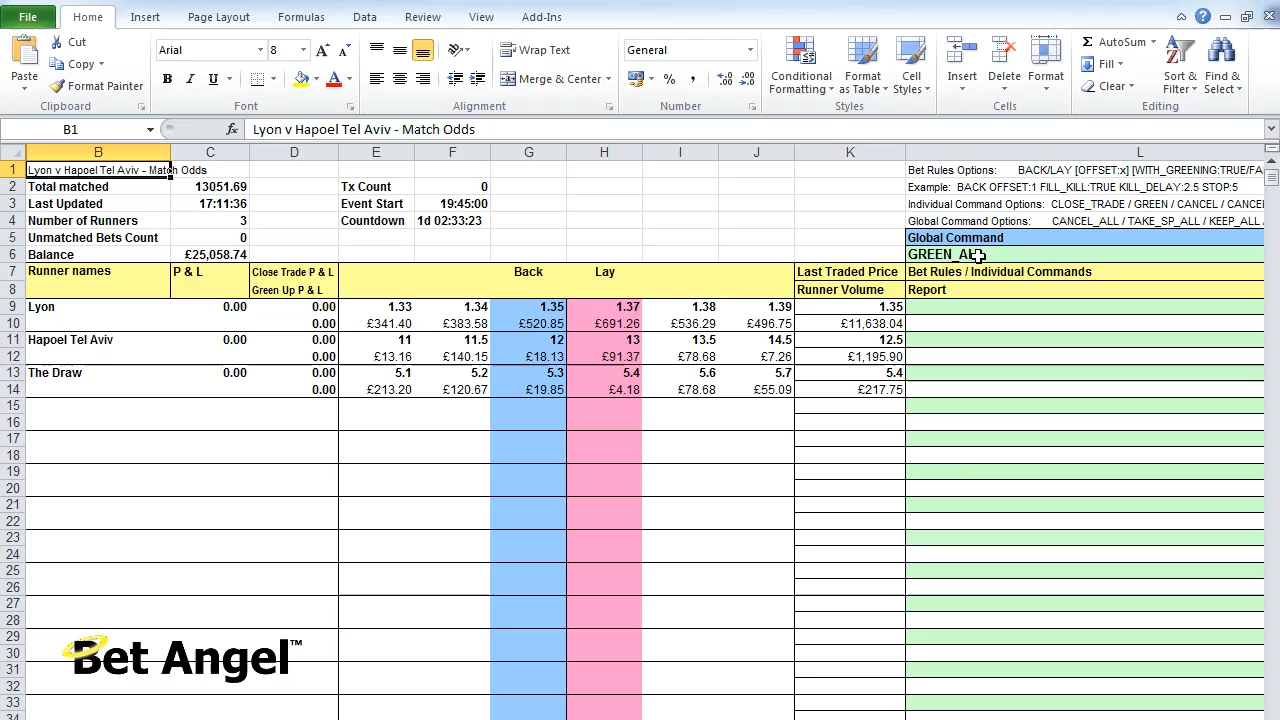 File Home Insert Page Layout Formulas Data Review View Add-Ins
Paste Cut Copy Format Painter Clipboard
Arial 8 A A B I U A Font
Wrap Text Merge & Center Alignment
General % , .00 Number
Conditional Formatting Format as Table Cell Styles Styles
Insert Delete Format Cells
Σ AutoSum Fill Clear Sort & Filter Find & Select Editing
B1 fx Lyon v Hapoel Tel Aviv - Match Odds
B C D E F G H I J K L
1 Lyon v Hapoel Tel Aviv - Match Odds Bet Rules Options: BACK/LAY [OFFSET:x] [WITH_GREENING:TRUE/FA
2 Total matched 13051.69 Tx Count 0 Example: BACK OFFSET:1 FILL_KILL:TRUE KILL_DELAY:2.5 STOP:5
3 Last Updated 17:11:36 Event Start 19:45:00 Individual Command Options: CLOSE_TRADE / GREEN / CANCEL / CANCE
4 Number of Runners 3 Countdown 1d 02:33:23 Global Command Options: CANCEL_ALL / TAKE_SP_ALL / KEEP_ALL /
5 Unmatched Bets Count 0 Global Command
6 Balance £25,058.74 GREEN_AL
7 Runner names P & L Close Trade P & L Back Lay Last Traded Price Bet Rules / Individual Commands
8 Green Up P & L Runner Volume Report
9 Lyon 0.00 0.00 1.33 1.34 1.35 1.37 1.38 1.39 1.35
10 0.00 £341.40 £383.58 £520.85 £691.26 £536.29 £496.75 £11,638.04
11 Hapoel Tel Aviv 0.00 0.00 11 11.5 12 13 13.5 14.5 12.5
12 0.00 £13.16 £140.15 £18.13 £91.37 £78.68 £7.26 £1,195.90
13 The Draw 0.00 0.00 5.1 5.2 5.3 5.4 5.6 5.7 5.4
14 0.00 £213.20 £120.67 £19.85 £4.18 £78.68 £55.09 £217.75
15
16
17
18
19
20
21
22
23
24
25
26
27
28
29
30
31
32
33
Bet Angel™